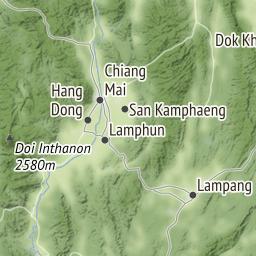 Dok Kh
Chiang
Mai
Hang
Dong
San Kamphaeng
Lamphun
Doi Inthanon
2580m
Lampang